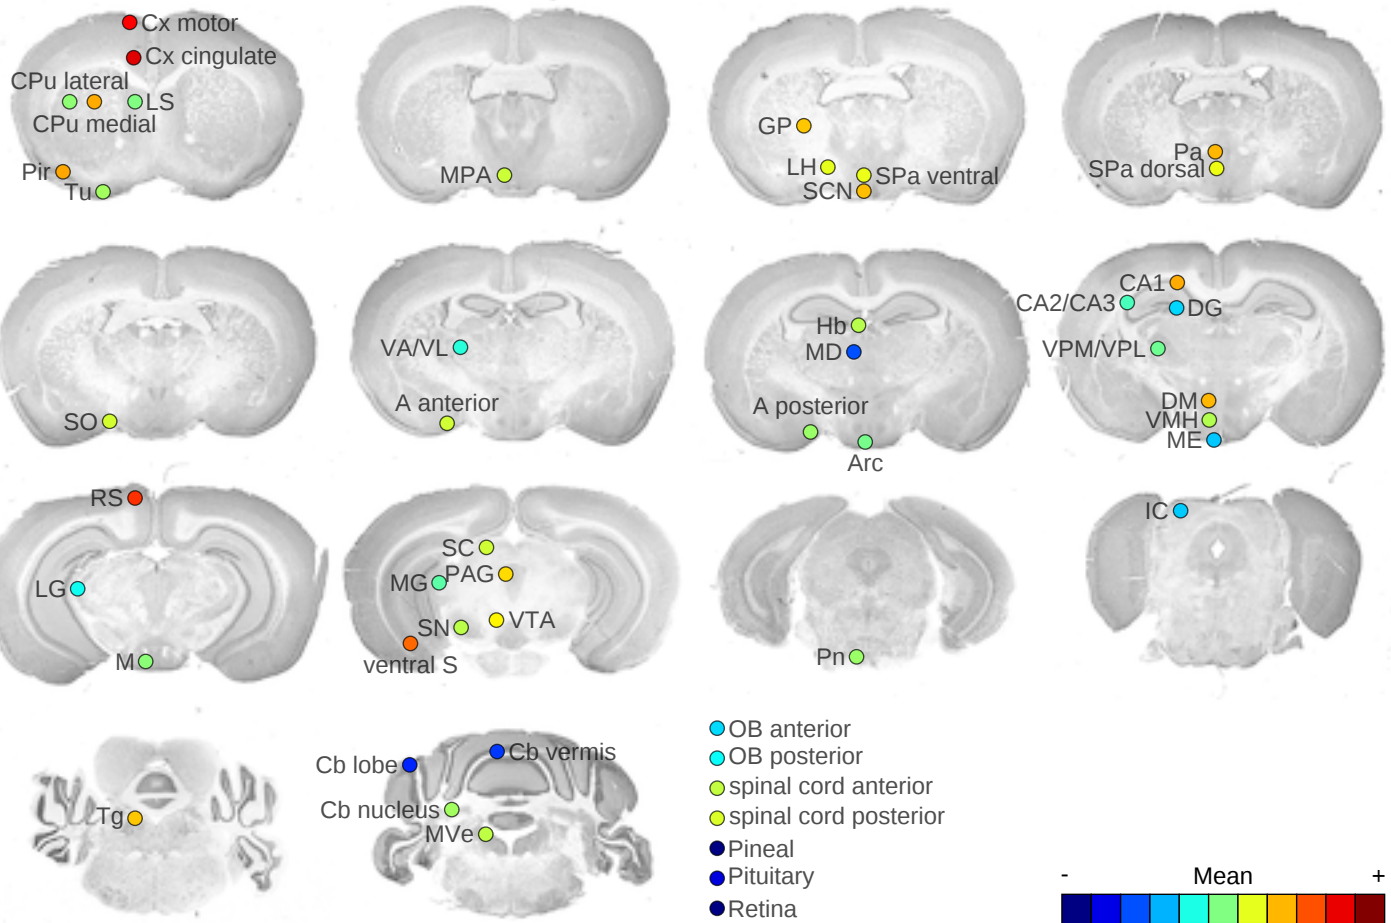 Cx motor
Cx cingulate
CPu lateral
LS
CPu medial
Pir
Tu
MPA
GP
LH
SPa ventral
SCN
Pa
SPa dorsal
SO
VA/VL
A anterior
Hb
MD
A posterior
Arc
CA1
CA2/CA3
DG
VPM/VPL
DM
VMH
ME
RS
LG
M
SC
MG
PAG
SN
VTA
ventral S
Pn
IC
Tg
Cb lobe
Cb vermis
Cb nucleus
MVe
OB anterior
OB posterior
spinal cord anterior
spinal cord posterior
Pineal
Pituitary
Retina
- Mean +